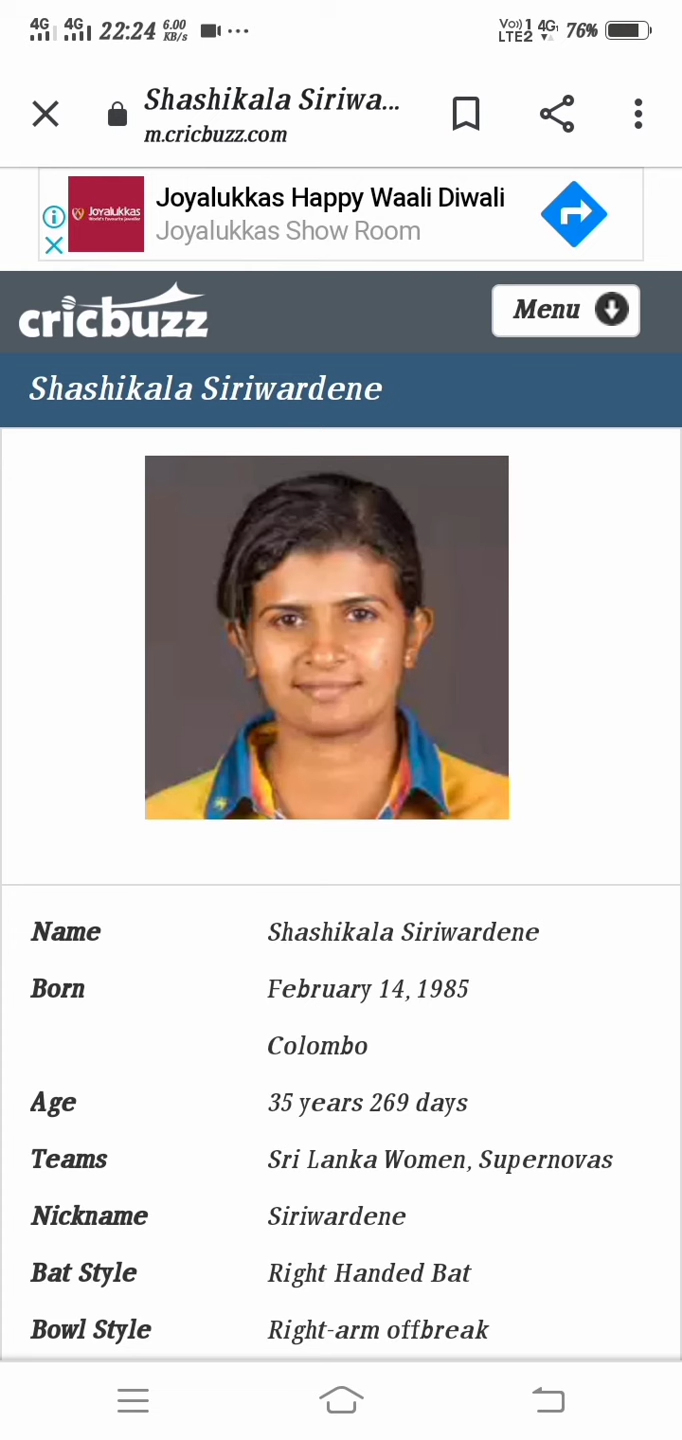 4G 4G 22:24 6.00 KB/s ... Vo)) 1 LTE2 4G 76%
Shashikala Siriwa...
m.cricbuzz.com
Joyalukkas Happy Waali Diwali
Joyalukkas
Joyalukkas Show Room
cricbuzz
Menu
Shashikala Siriwardene
Name Shashikala Siriwardene
Born February 14, 1985
Colombo
Age 35 years 269 days
Teams Sri Lanka Women, Supernovas
Nickname Siriwardene
Bat Style Right Handed Bat
Bowl Style Right-arm offbreak